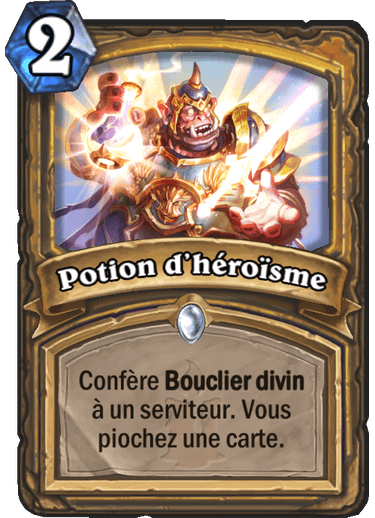 2
Potion d'héroïsme
Confère Bouclier divin
à un serviteur. Vous
piochez une carte.